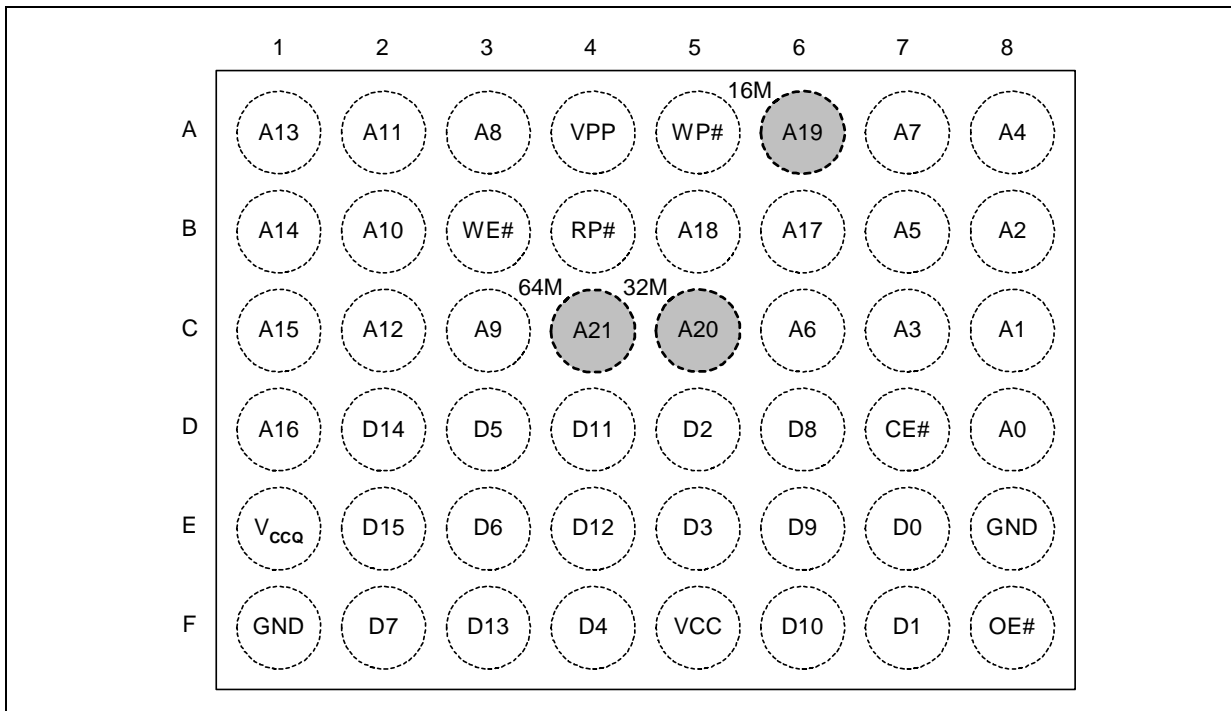 1 2 3 4 5 6 7 8
16M
A A13 A11 A8 VPP WP# A19 A7 A4
B A14 A10 WE# RP# A18 A17 A5 A2
64M 32M
C A15 A12 A9 A21 A20 A6 A3 A1
D A16 D14 D5 D11 D2 D8 CE# A0
E VCCQ D15 D6 D12 D3 D9 D0 GND
F GND D7 D13 D4 VCC D10 D1 OE#